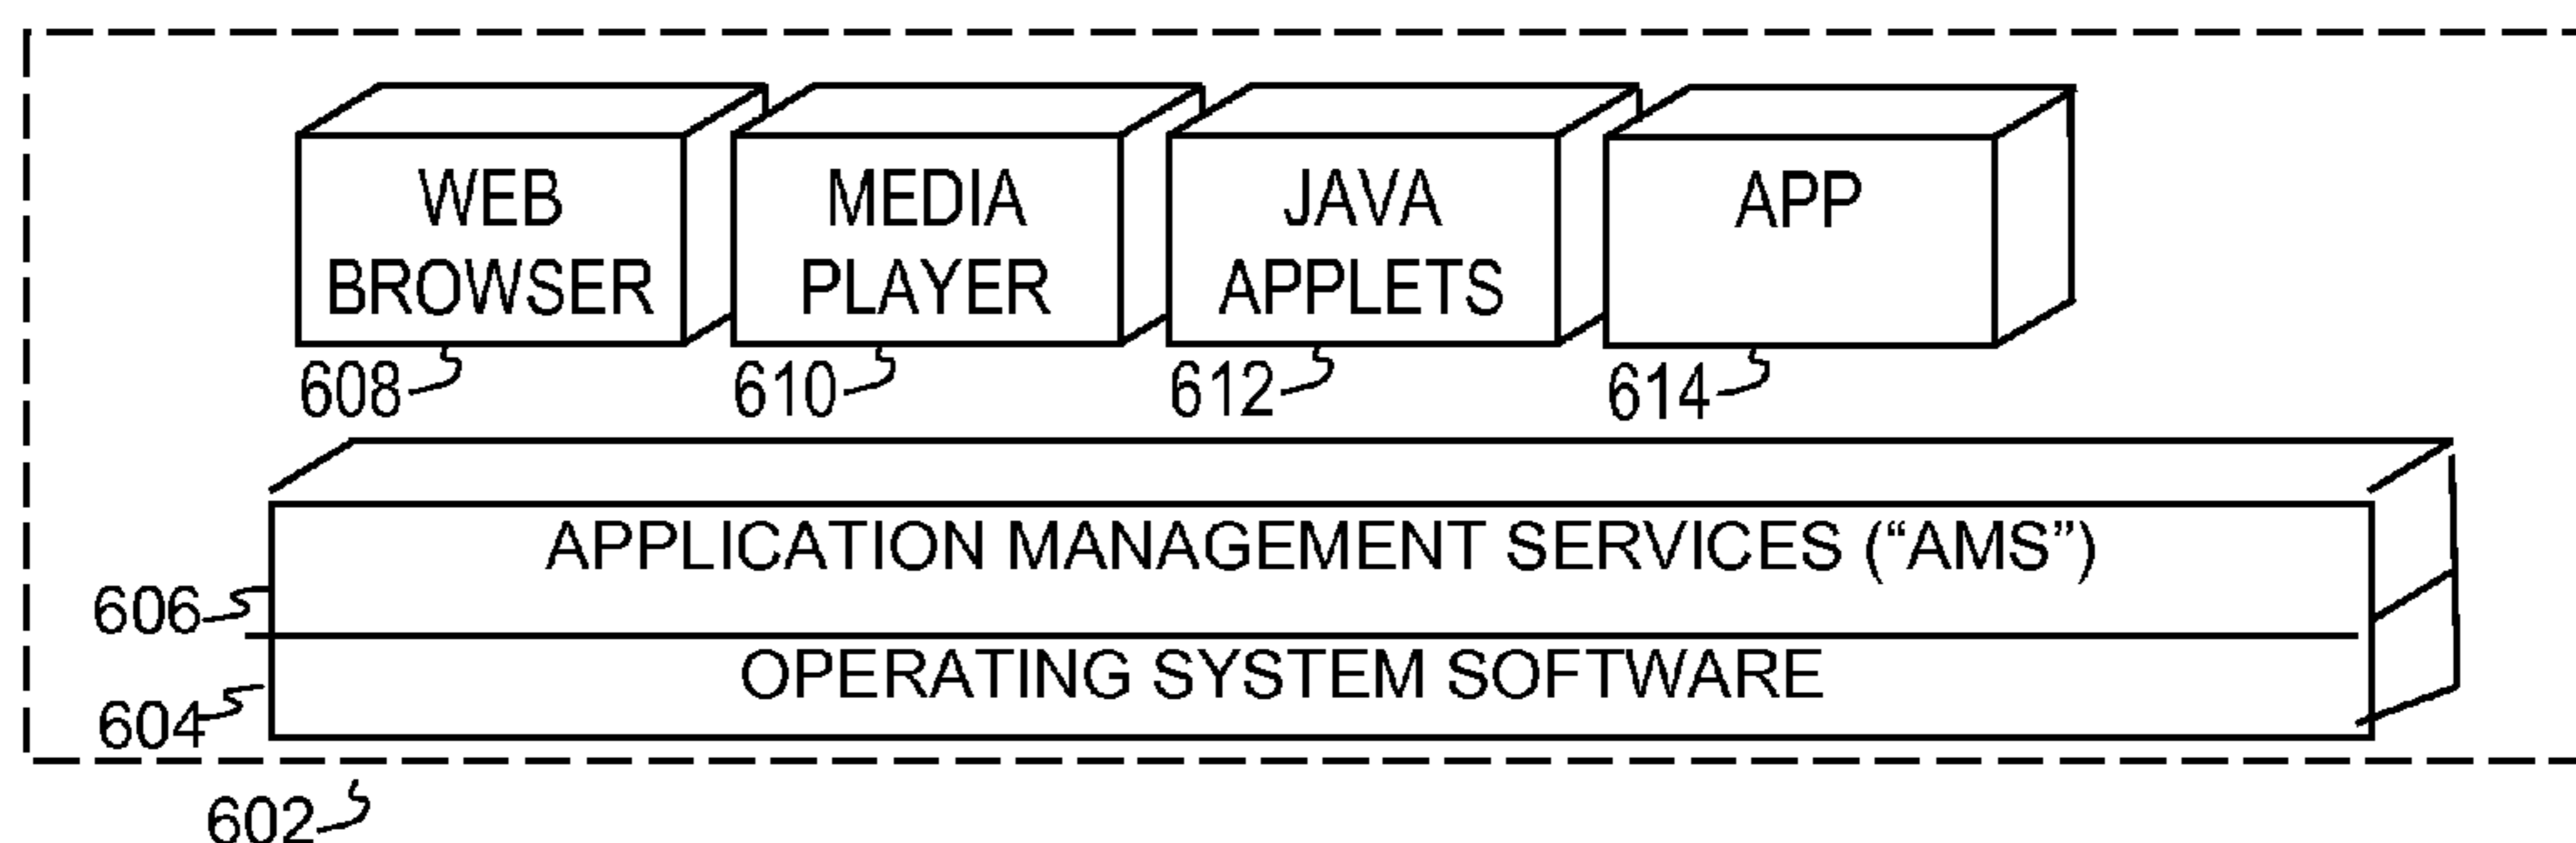 WEB
BROWSER
MEDIA
PLAYER
JAVA
APPLETS
APP
608
610
612
614
APPLICATION MANAGEMENT SERVICES (“AMS”)
606
OPERATING SYSTEM SOFTWARE
604
602